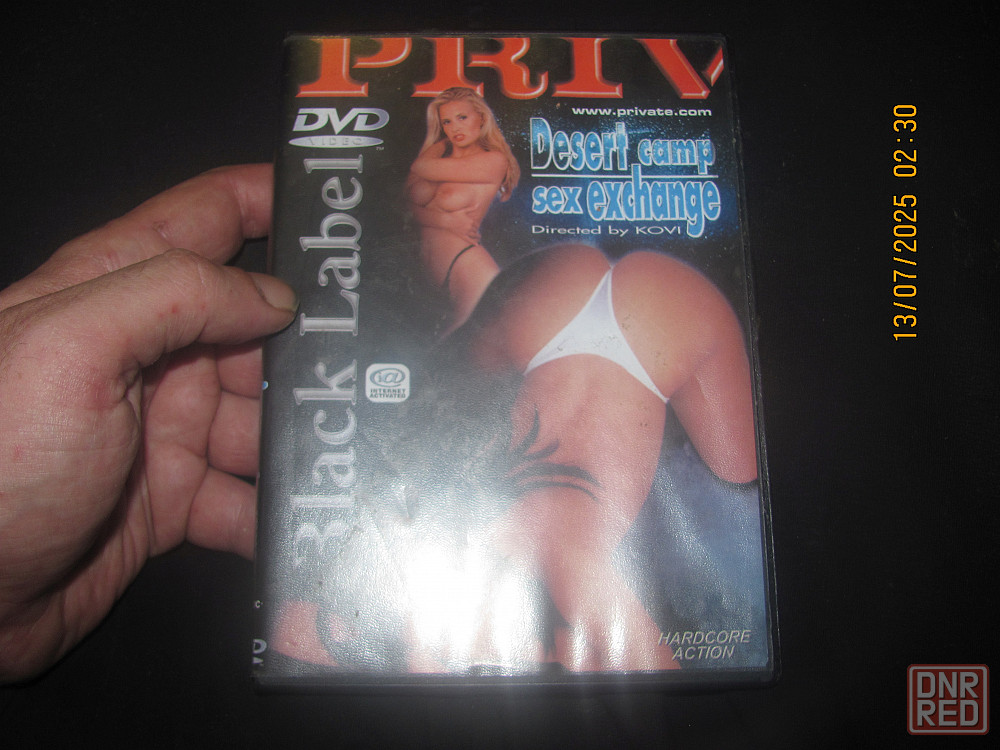 PRIV
DVD
VIDEO
TM
www.private.com
Desert camp
sex exchange
Directed by KOVI
Black Label
INTERNET
ACTIVATED
HARDCORE
ACTION
13/07/2025 02:30
DNR
RED